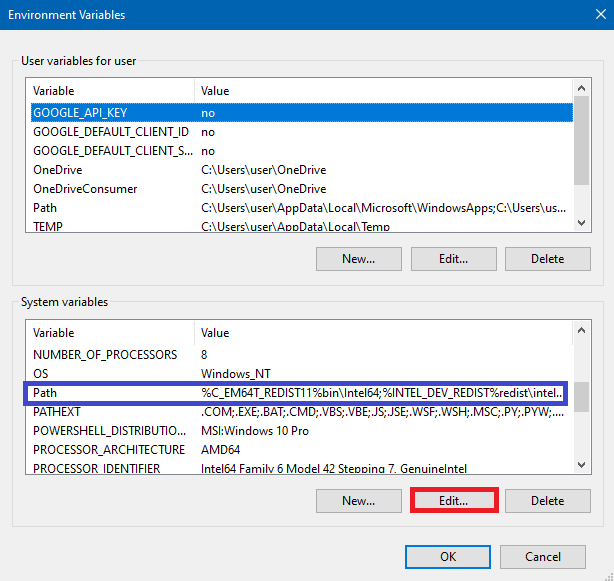 Environment Variables
User variables for user
Variable Value
GOOGLE_API_KEY no
GOOGLE_DEFAULT_CLIENT_ID no
GOOGLE_DEFAULT_CLIENT_S... no
OneDrive C:\Users\user\OneDrive
OneDriveConsumer C:\Users\user\OneDrive
Path C:\Users\user\AppData\Local\Microsoft\WindowsApps;C:\Users\us...
TEMP C:\Users\user\AppData\Local\Temp
New... Edit... Delete
System variables
Variable Value
NUMBER_OF_PROCESSORS 8
OS Windows_NT
Path %C_EM64T_REDIST11%bin\Intel64;%INTEL_DEV_REDIST%redist\intel...
PATHEXT .COM;.EXE;.BAT;.CMD;.VBS;.VBE;.JS;.JSE;.WSF;.WSH;.MSC;.PY;.PYW;....
POWERSHELL_DISTRIBUTIO... MSI:Windows 10 Pro
PROCESSOR_ARCHITECTURE AMD64
PROCESSOR_IDENTIFIER Intel64 Family 6 Model 42 Stepping 7, GenuineIntel
New... Edit... Delete
OK Cancel